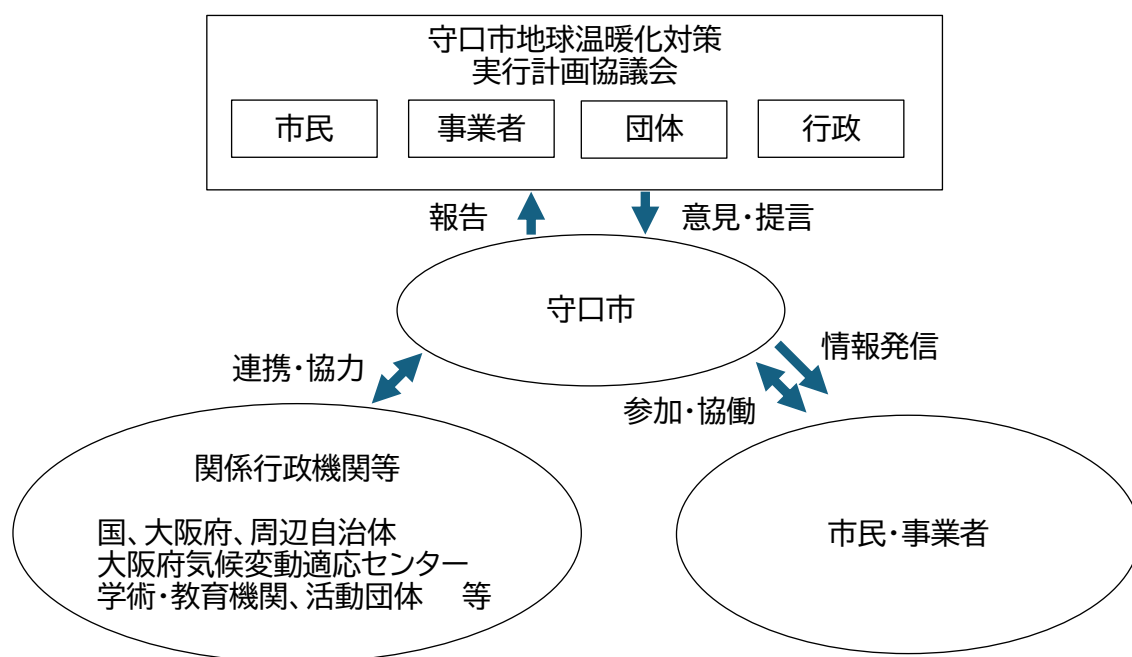 守口市地球温暖化対策
実行計画協議会
市民
事業者
団体
行政
報告
意見・提言
守口市
情報発信
連携・協力
参加・協働
関係行政機関等
国、大阪府、周辺自治体
大阪府気候変動適応センター
学術・教育機関、活動団体　等
市民・事業者